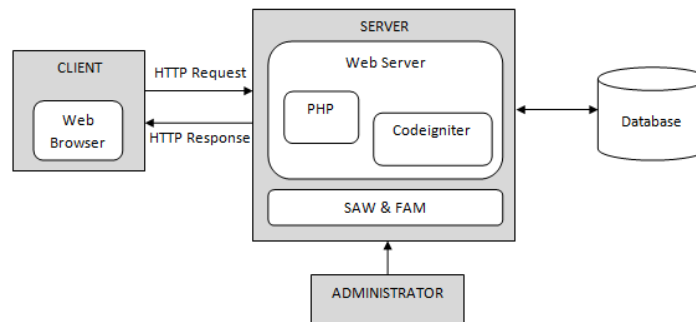 SERVER
CLIENT
Web
Browser
HTTP Request
HTTP Response
Web Server
PHP
Codeigniter
SAW & FAM
Database
ADMINISTRATOR